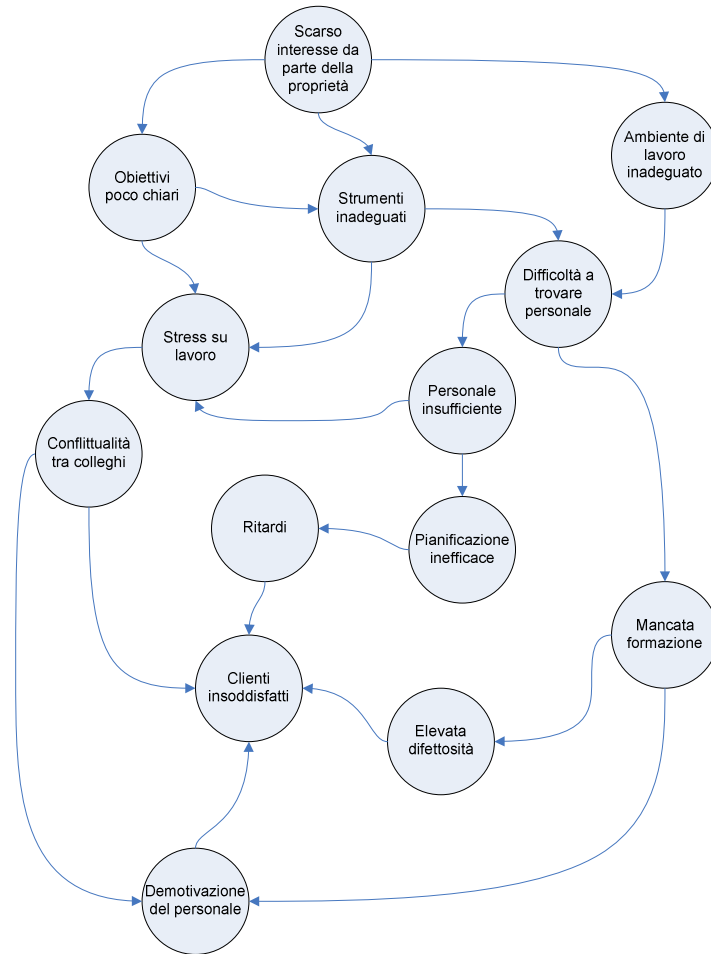 Scarso
interesse da
parte della
proprietà
Ambiente di
lavoro
inadeguato
Obiettivi
poco chiari
Strumenti
inadeguati
Difficoltà a
trovare
personale
Stress su
lavoro
Personale
insufficiente
Conflittualità
tra colleghi
Ritardi
Pianificazione
inefficace
Mancata
formazione
Clienti
insoddisfatti
Elevata
difettosità
Demotivazione
del personale